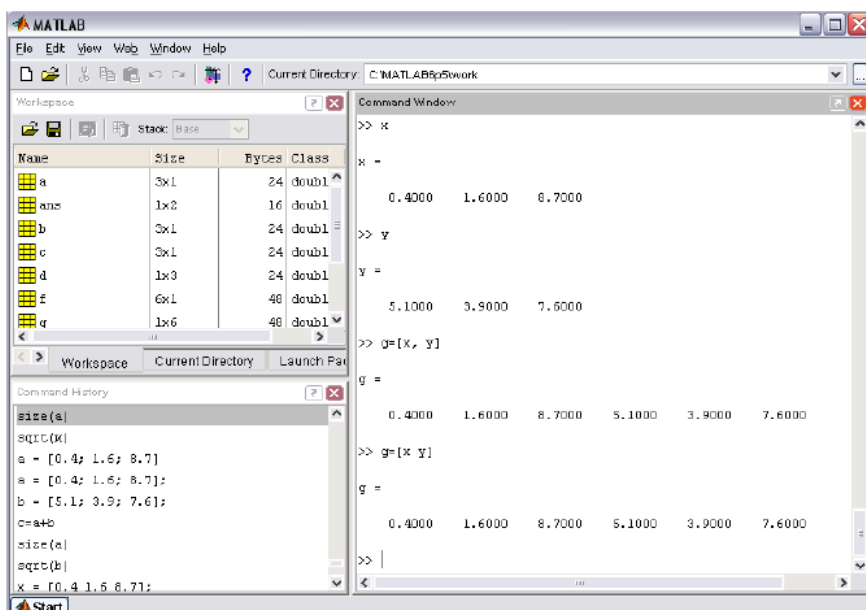 MATLAB
File Edit View Web Window Help
? Current Directory: C:\MATLAB6p5\work
Workspace
Stack: Base
Name Size Bytes Class
a 3x1 24 doubl
ans 1x2 16 doubl
b 3x1 24 doubl
c 3x1 24 doubl
d 1x3 24 doubl
f 6x1 48 doubl
g 1x6 48 doubl
Workspace Current Directory Launch Pa
Command History
size(a)
sqrt(x)
a = [0.4; 1.6; 8.7]
a = [0.4; 1.6; 8.7];
b = [5.1; 3.9; 7.6];
c=a+b
size(a)
sqrt(b)
x = [0.4 1.6 8.7];
Command Window
>> x
x =
0.4000 1.6000 8.7000
>> y
y =
5.1000 3.9000 7.6000
>> g=[x, y]
g =
0.4000 1.6000 8.7000 5.1000 3.9000 7.6000
>> g=[x y]
g =
0.4000 1.6000 8.7000 5.1000 3.9000 7.6000
>>
Start